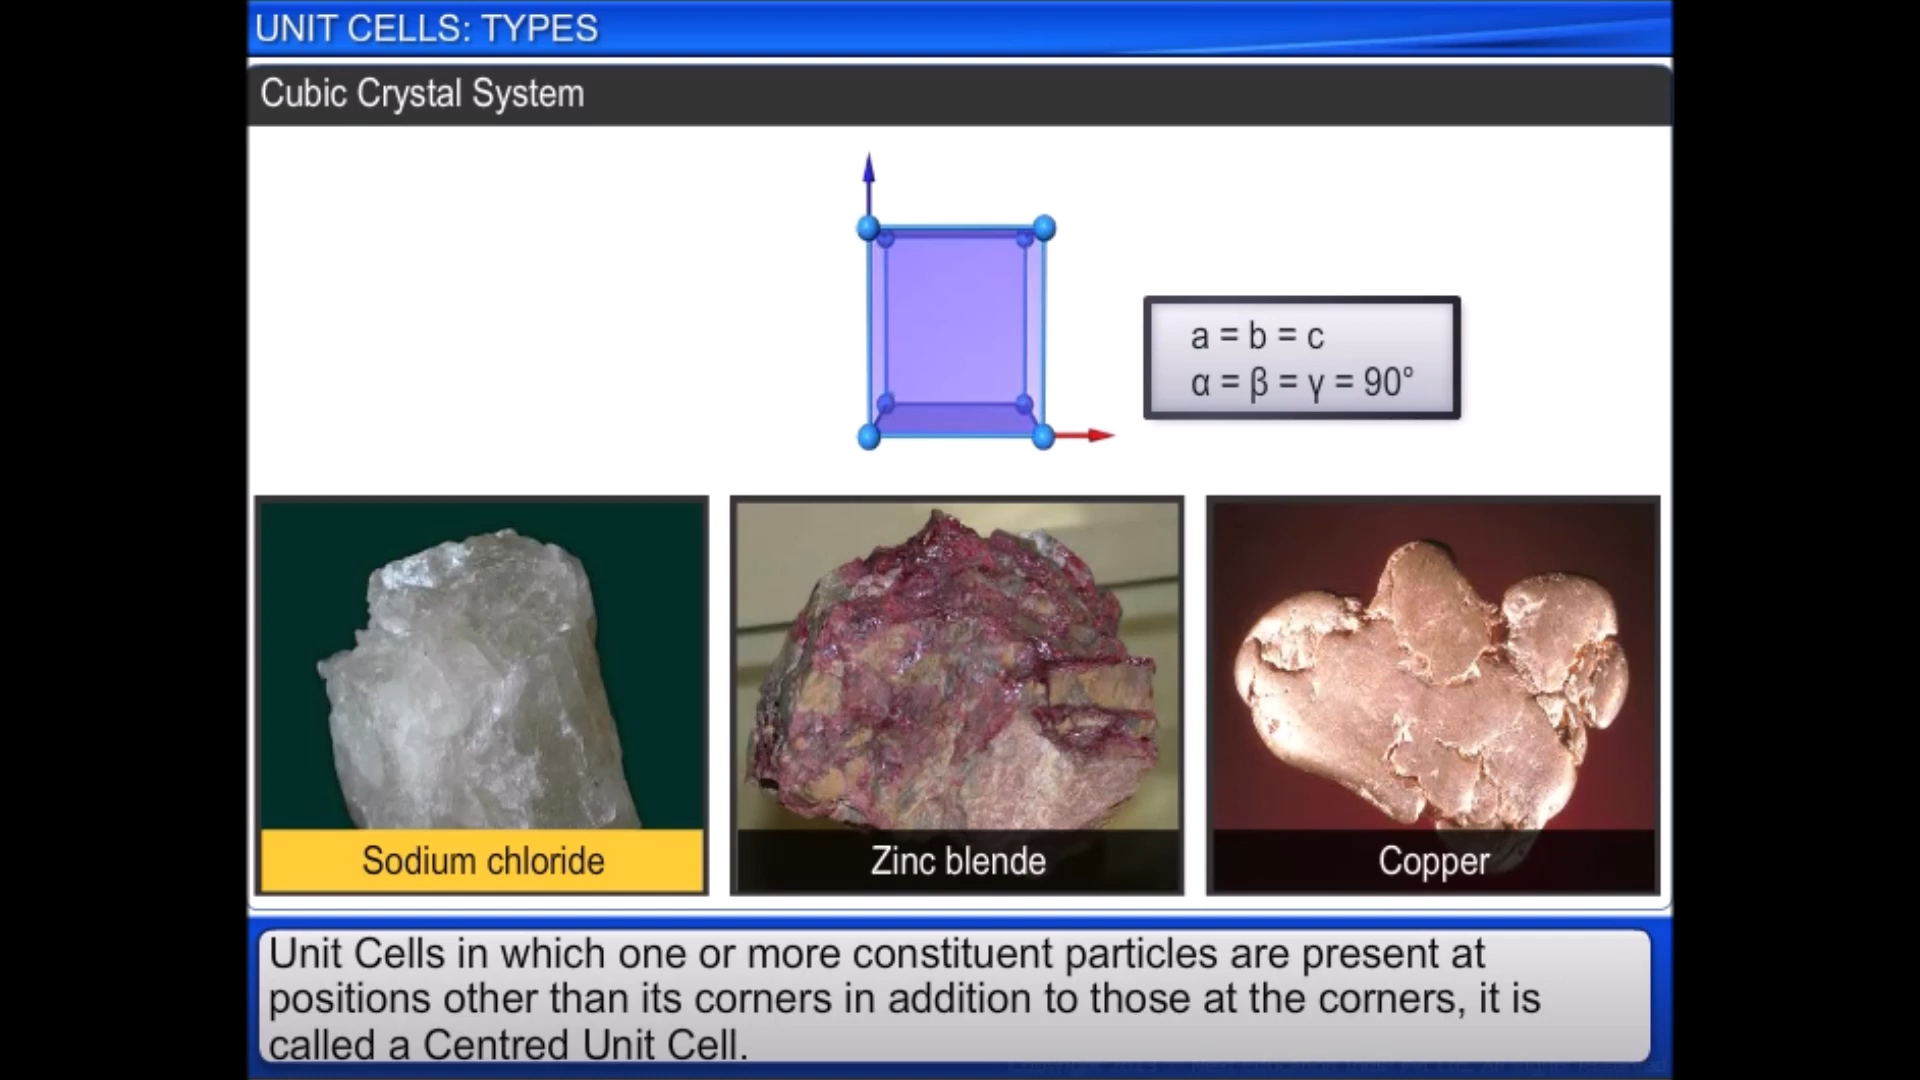 UNIT CELLS: TYPES
Cubic Crystal System
a = b = c
α = β = γ = 90°
Sodium chloride
Zinc blende
Copper
Unit Cells in which one or more constituent particles are present at
positions other than its corners in addition to those at the corners, it is
called a Centred Unit Cell.